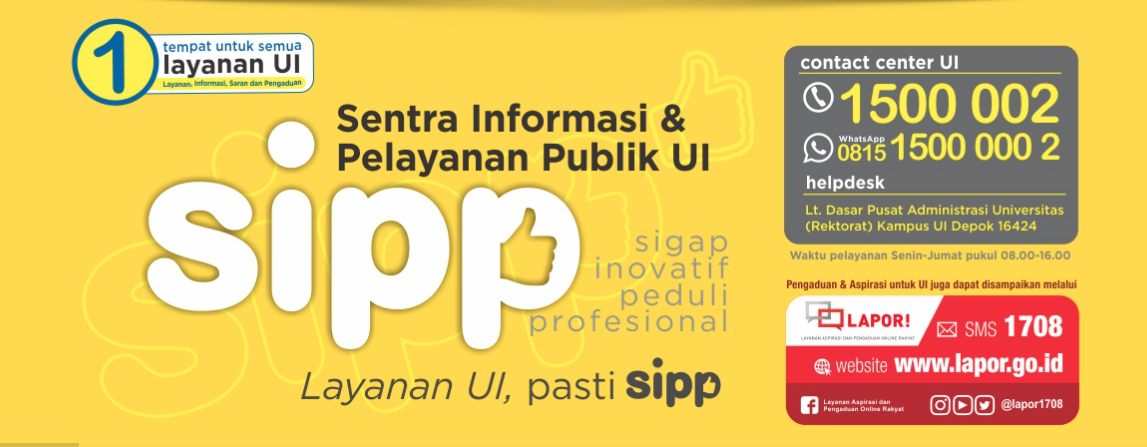 1
tempat untuk semua
layanan UI
Layanan, Informasi, Saran dan Pengaduan
Sentra Informasi &
Pelayanan Publik UI
sipp
sigap
inovatif
peduli
profesional
Layanan UI, pasti sipp
contact center UI
1500 002
WhatsApp
0815 1500 000 2
helpdesk
Lt. Dasar Pusat Administrasi Universitas
(Rektorat) Kampus UI Depok 16424
Waktu pelayanan Senin-Jumat pukul 08.00-16.00
Pengaduan & Aspirasi untuk UI juga dapat disampaikan melalui
LAPOR!
LAYANAN ASPIRASI DAN PENGADUAN ONLINE RAKYAT
SMS 1708
website www.lapor.go.id
Layanan Aspirasi dan
Pengaduan Online Rakyat
@lapor1708